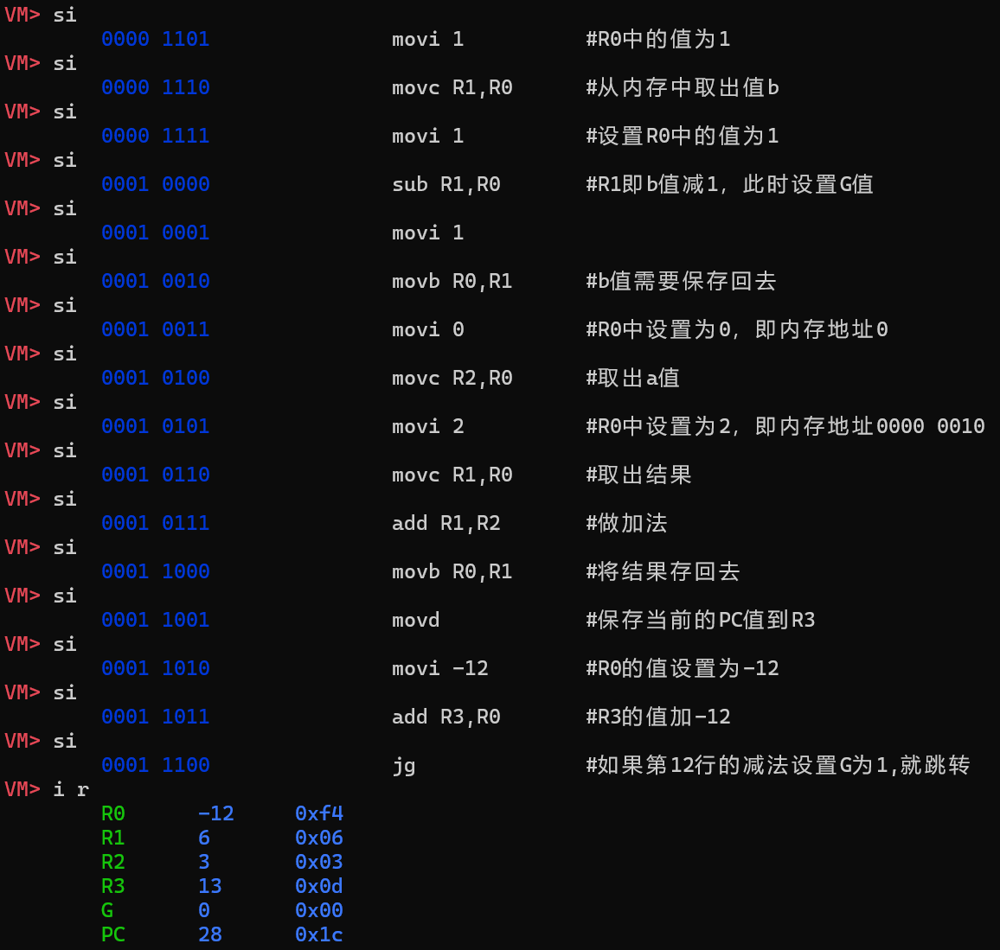 VM> si
0000 1101 movi 1 #R0中的值为1
VM> si
0000 1110 movc R1,R0 #从内存中取出值b
VM> si
0000 1111 movi 1 #设置R0中的值为1
VM> si
0001 0000 sub R1,R0 #R1即b值减1，此时设置G值
VM> si
0001 0001 movi 1
VM> si
0001 0010 movb R0,R1 #b值需要保存回去
VM> si
0001 0011 movi 0 #R0中设置为0，即内存地址0
VM> si
0001 0100 movc R2,R0 #取出a值
VM> si
0001 0101 movi 2 #R0中设置为2，即内存地址0000 0010
VM> si
0001 0110 movc R1,R0 #取出结果
VM> si
0001 0111 add R1,R2 #做加法
VM> si
0001 1000 movb R0,R1 #将结果存回去
VM> si
0001 1001 movd #保存当前的PC值到R3
VM> si
0001 1010 movi -12 #R0的值设置为-12
VM> si
0001 1011 add R3,R0 #R3的值加-12
VM> si
0001 1100 jg #如果第12行的减法设置G为1,就跳转
VM> i r
R0 -12 0xf4
R1 6 0x06
R2 3 0x03
R3 13 0x0d
G 0 0x00
PC 28 0x1c